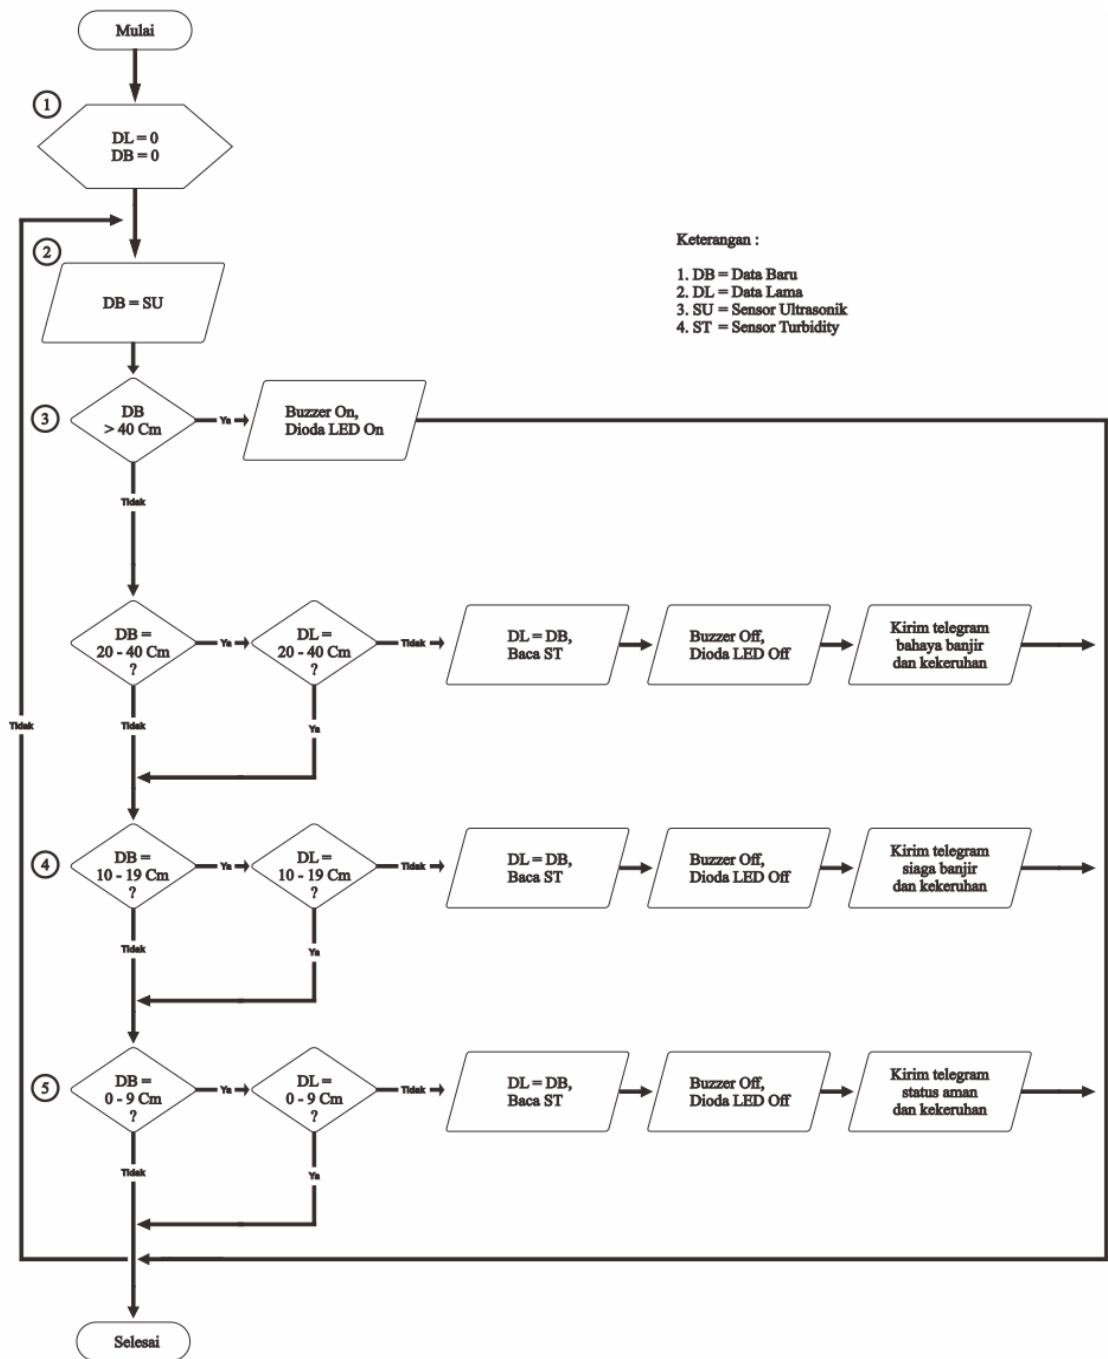 Mulai
1
DL = 0
DB = 0
2
DB = SU
Keterangan :
1. DB = Data Baru
2. DL = Data Lama
3. SU = Sensor Ultrasonik
4. ST = Sensor Turbidity
3
DB
> 40 Cm
Ya
Buzzer On,
Dioda LED On
Tidak
DB =
20 - 40 Cm
?
Ya
DL =
20 - 40 Cm
?
Tidak
DL = DB,
Baca ST
Buzzer Off,
Dioda LED Off
Kirim telegram
bahaya banjir
dan kekeruhan
Tidak
Tidak
Ya
4
DB =
10 - 19 Cm
?
Ya
DL =
10 - 19 Cm
?
Tidak
DL = DB,
Baca ST
Buzzer Off,
Dioda LED Off
Kirim telegram
siaga banjir
dan kekeruhan
Tidak
Ya
5
DB =
0 - 9 Cm
?
Ya
DL =
0 - 9 Cm
?
Tidak
DL = DB,
Baca ST
Buzzer Off,
Dioda LED Off
Kirim telegram
status aman
dan kekeruhan
Tidak
Ya
Selesai